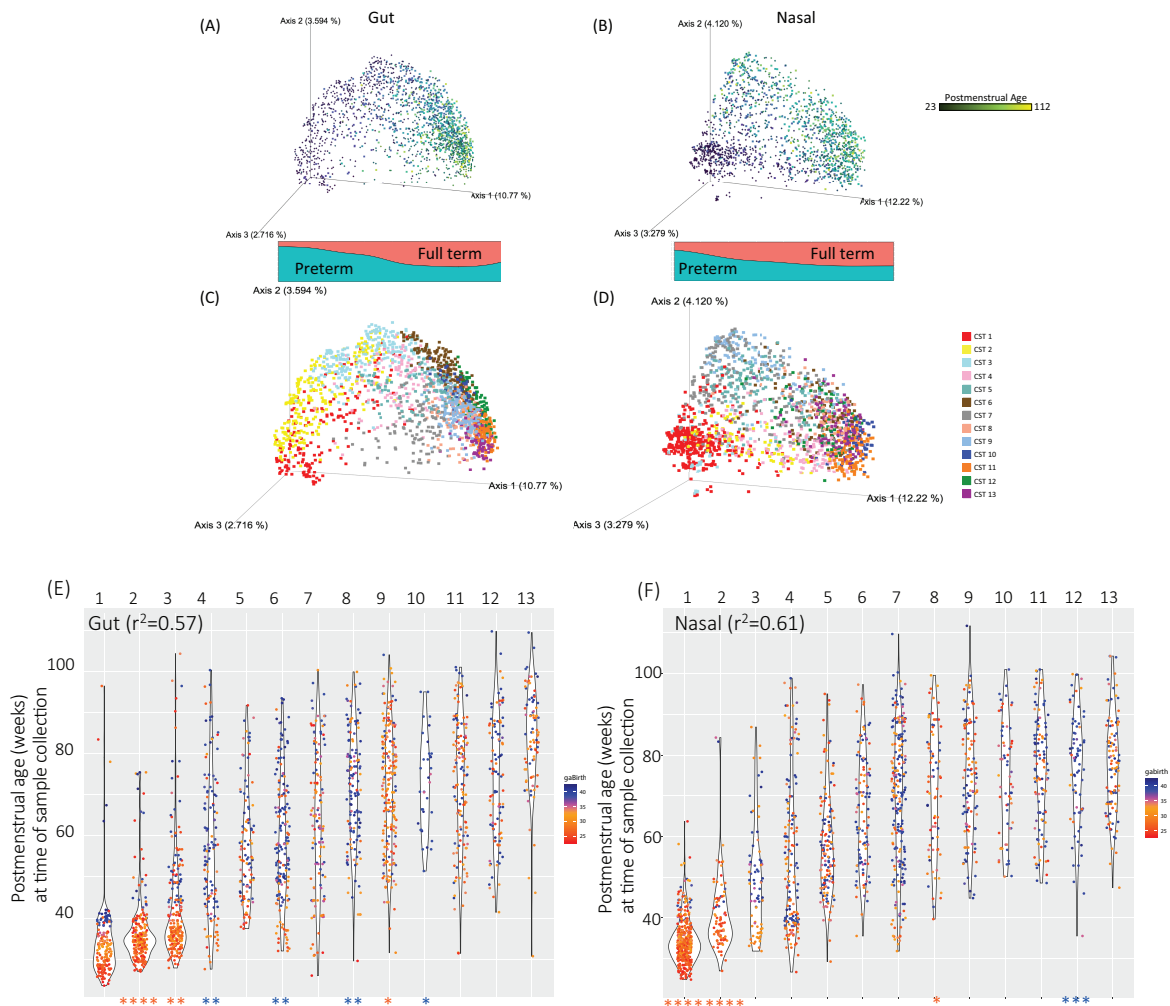 (A)
Gut
Axis 2 (3.594 %)
Axis 1 (10.77 %)
Axis 3 (2.716 %)
(B)
Nasal
Axis 2 (4.120 %)
Axis 1 (12.22 %)
Axis 3 (3.279 %)
Postmenstrual Age
23
112
Full term
Preterm
Full term
Preterm
(C)
Axis 2 (3.594 %)
Axis 1 (10.77 %)
Axis 3 (2.716 %)
(D)
Axis 2 (4.120 %)
Axis 1 (12.22 %)
Axis 3 (3.279 %)
CST 1
CST 2
CST 3
CST 4
CST 5
CST 6
CST 7
CST 8
CST 9
CST 10
CST 11
CST 12
CST 13
(E)
1 2 3 4 5 6 7 8 9 10 11 12 13
Gut (r²=0.57)
Postmenstrual age (weeks)
at time of sample collection
100
80
60
40
gaBirth
40
35
30
25
**** ** ** ** ** * *
(F)
1 2 3 4 5 6 7 8 9 10 11 12 13
Nasal (r²=0.61)
Postmenstrual age (weeks)
at time of sample collection
100
80
60
40
gabirth
40
35
30
25
**** **** * ***